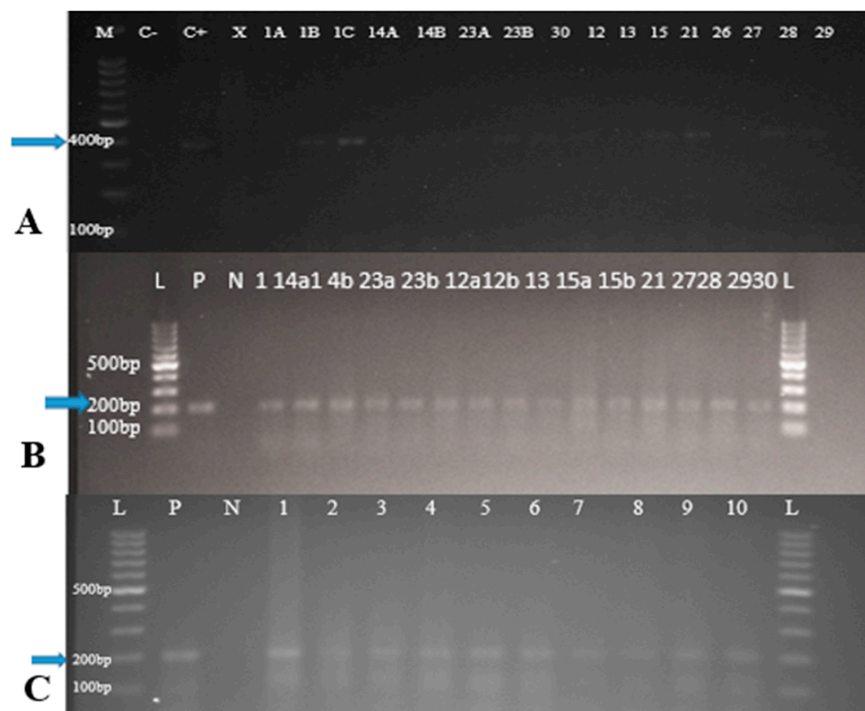 M C- C+ X 1A 1B 1C 14A 14B 23A 23B 30 12 13 15 21 26 27 28 29
400bp
A
100bp
L P N 1 14a1 4b 23a 23b 12a12b 13 15a 15b 21 2728 2930 L
500bp
200bp
100bp
B
L P N 1 2 3 4 5 6 7 8 9 10 L
500bp
200bp
C
100bp